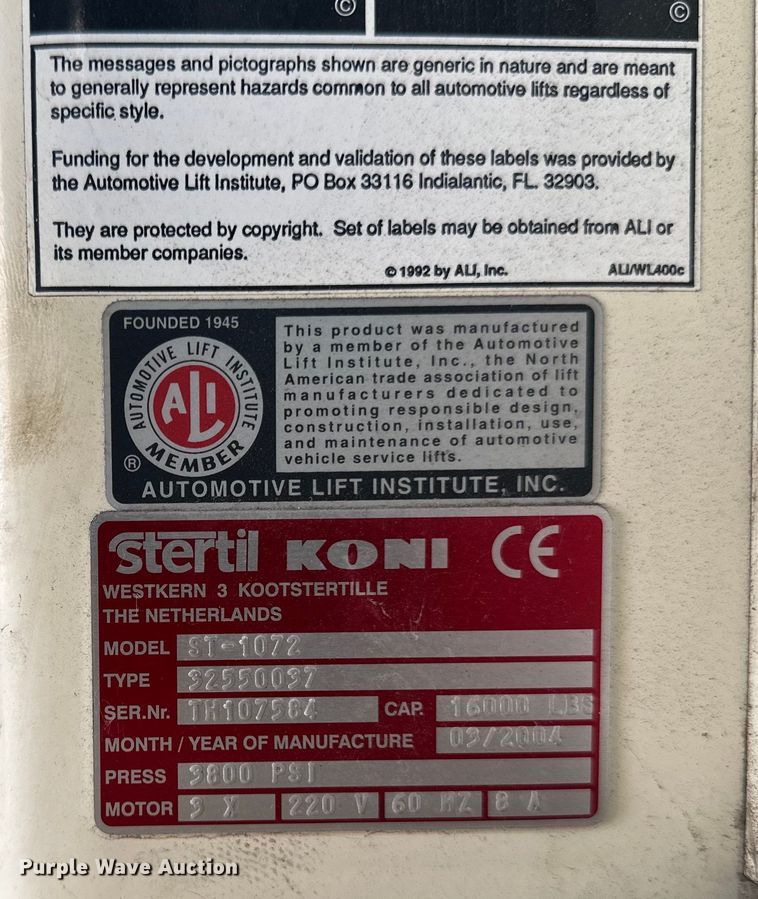 © ©
The messages and pictographs shown are generic in nature and are meant
to generally represent hazards common to all automotive lifts regardless of
specific style.
Funding for the development and validation of these labels was provided by
the Automotive Lift Institute, PO Box 33116 Indialantic, FL. 32903.
They are protected by copyright. Set of labels may be obtained from ALI or
its member companies.
© 1992 by ALI, Inc. ALI/WL400c
FOUNDED 1945
AUTOMOTIVE LIFT INSTITUTE
ALI
MEMBER
®
This product was manufactured
by a member of the Automotive
Lift Institute, Inc., the North
American trade association of lift
manufacturers dedicated to
promoting responsible design,
construction, installation, use,
and maintenance of automotive
vehicle service lifts.
AUTOMOTIVE LIFT INSTITUTE, INC.
stertil KONI CE
WESTKERN 3 KOOTSTERTILLE
THE NETHERLANDS
MODEL ST-1072
TYPE 32550037
SER.Nr. TH107584 CAP. 16000 LBS
MONTH / YEAR OF MANUFACTURE 03/2004
PRESS 3800 PSI
MOTOR 3 X 220 V 60 HZ 8 A
Purple Wave Auction